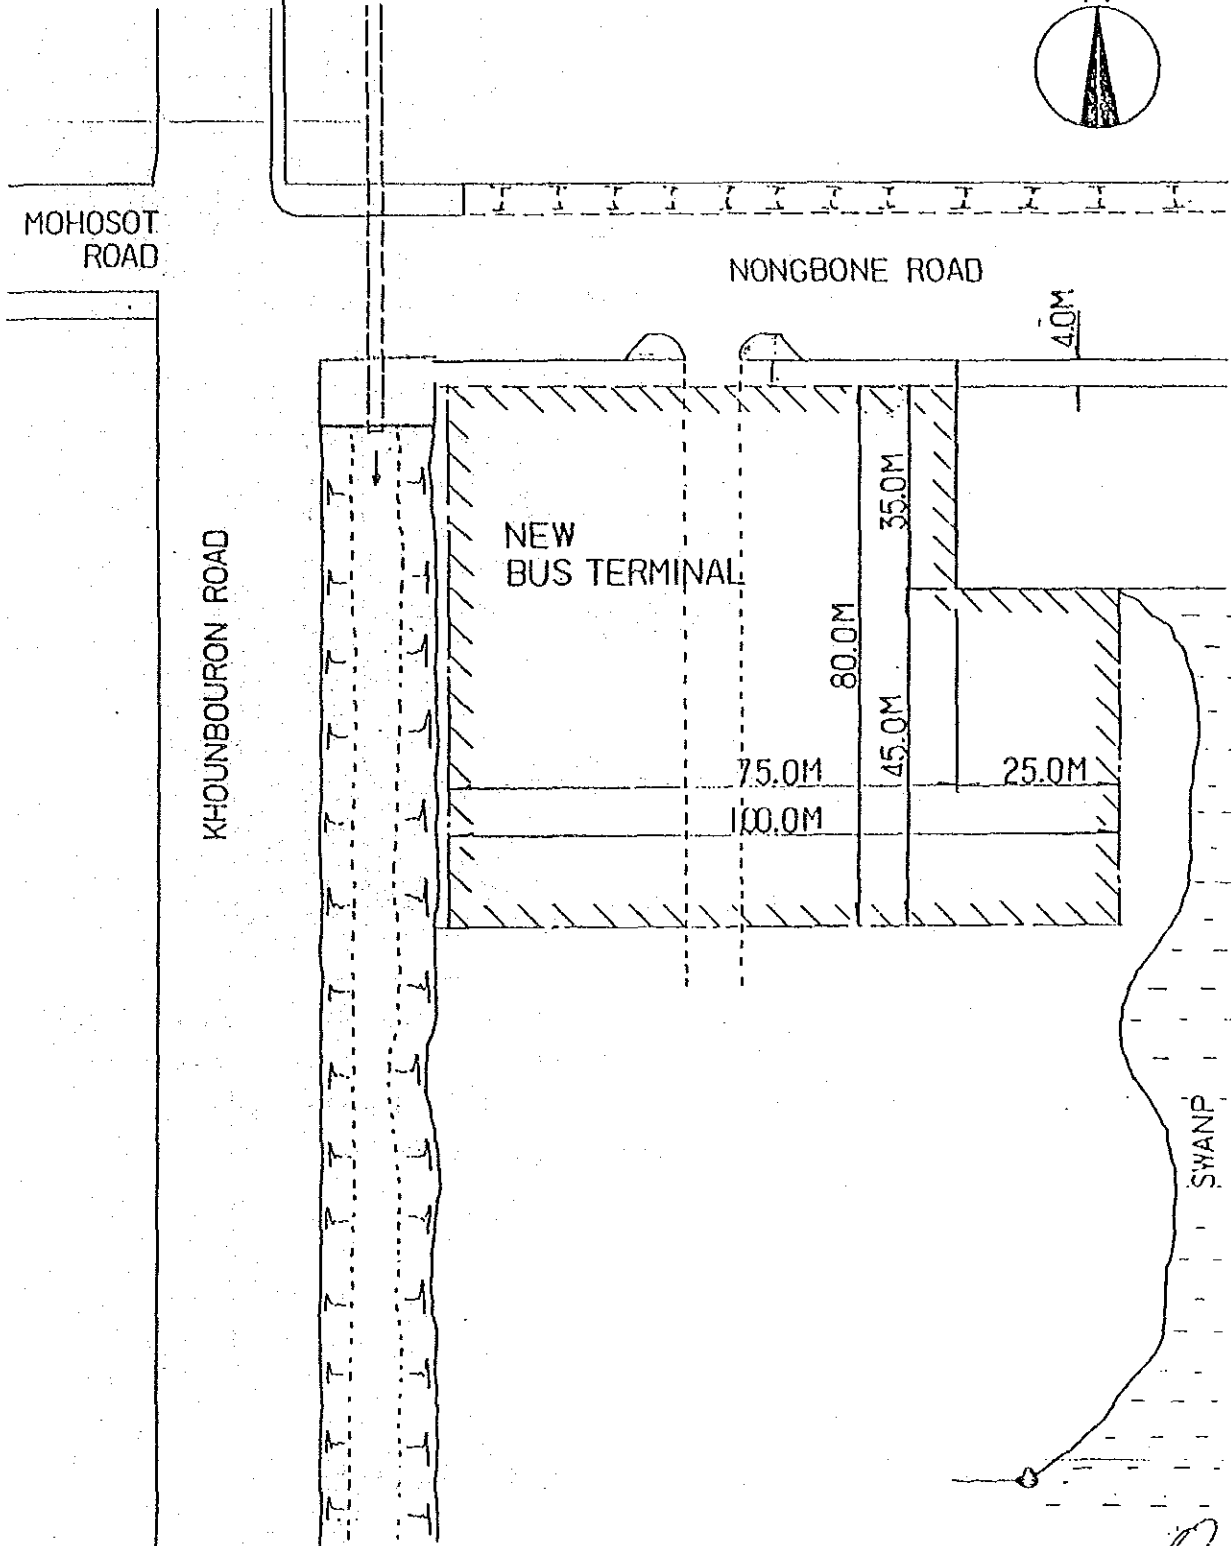 MOHOSOT
ROAD
NONGBONE ROAD
4.0M
35.0M
NEW
BUS TERMINAL
KHOUNBOURON ROAD
80.0M
45.0M
75.0M
25.0M
100.0M
SWANP